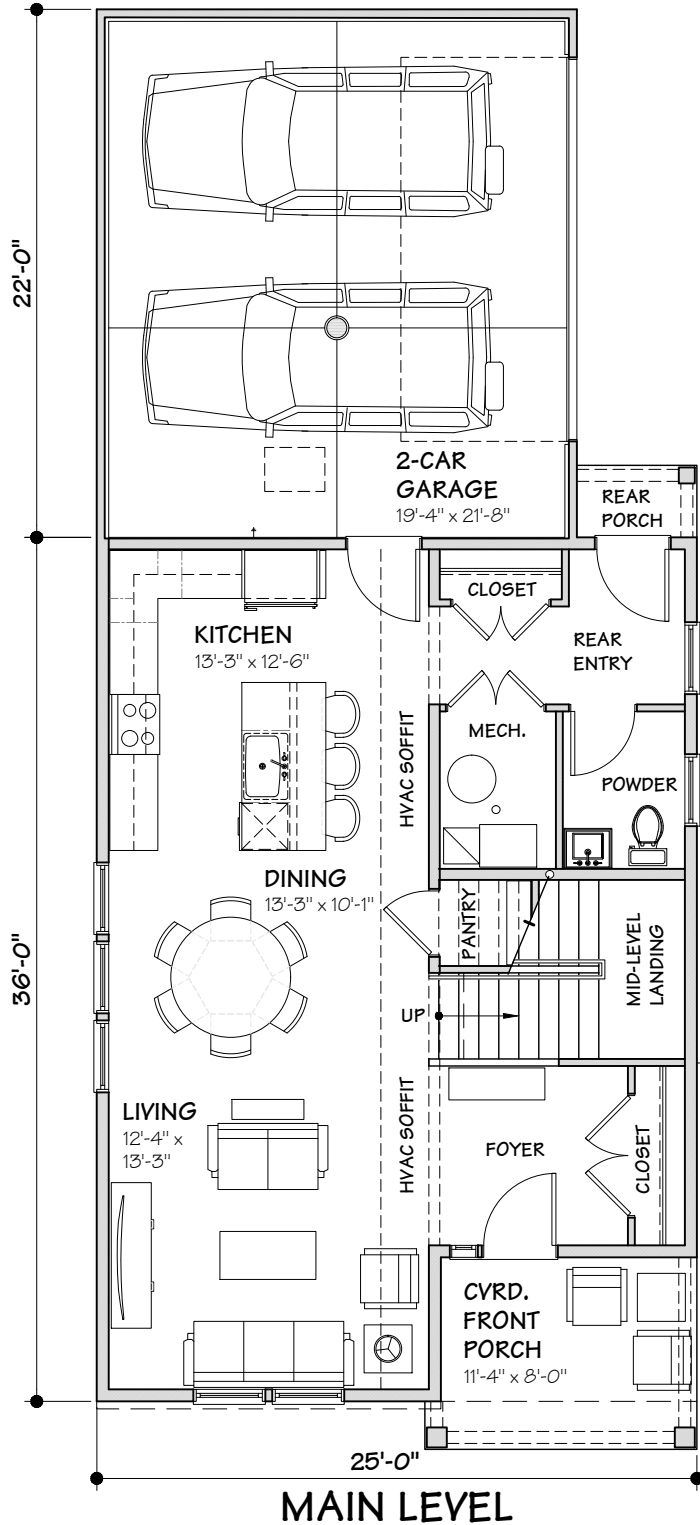 22'-0"
2-CAR
GARAGE
19'-4" x 21'-8"
REAR
PORCH
CLOSET
KITCHEN
13'-3" x 12'-6"
REAR
ENTRY
HVAC SOFFIT
MECH.
POWDER
DINING
13'-3" x 10'-1"
PANTRY
MID-LEVEL
LANDING
36'-0"
UP
LIVING
12'-4" x
13'-3"
HVAC SOFFIT
FOYER
CLOSET
CVRD.
FRONT
PORCH
11'-4" x 8'-0"
25'-0"
MAIN LEVEL